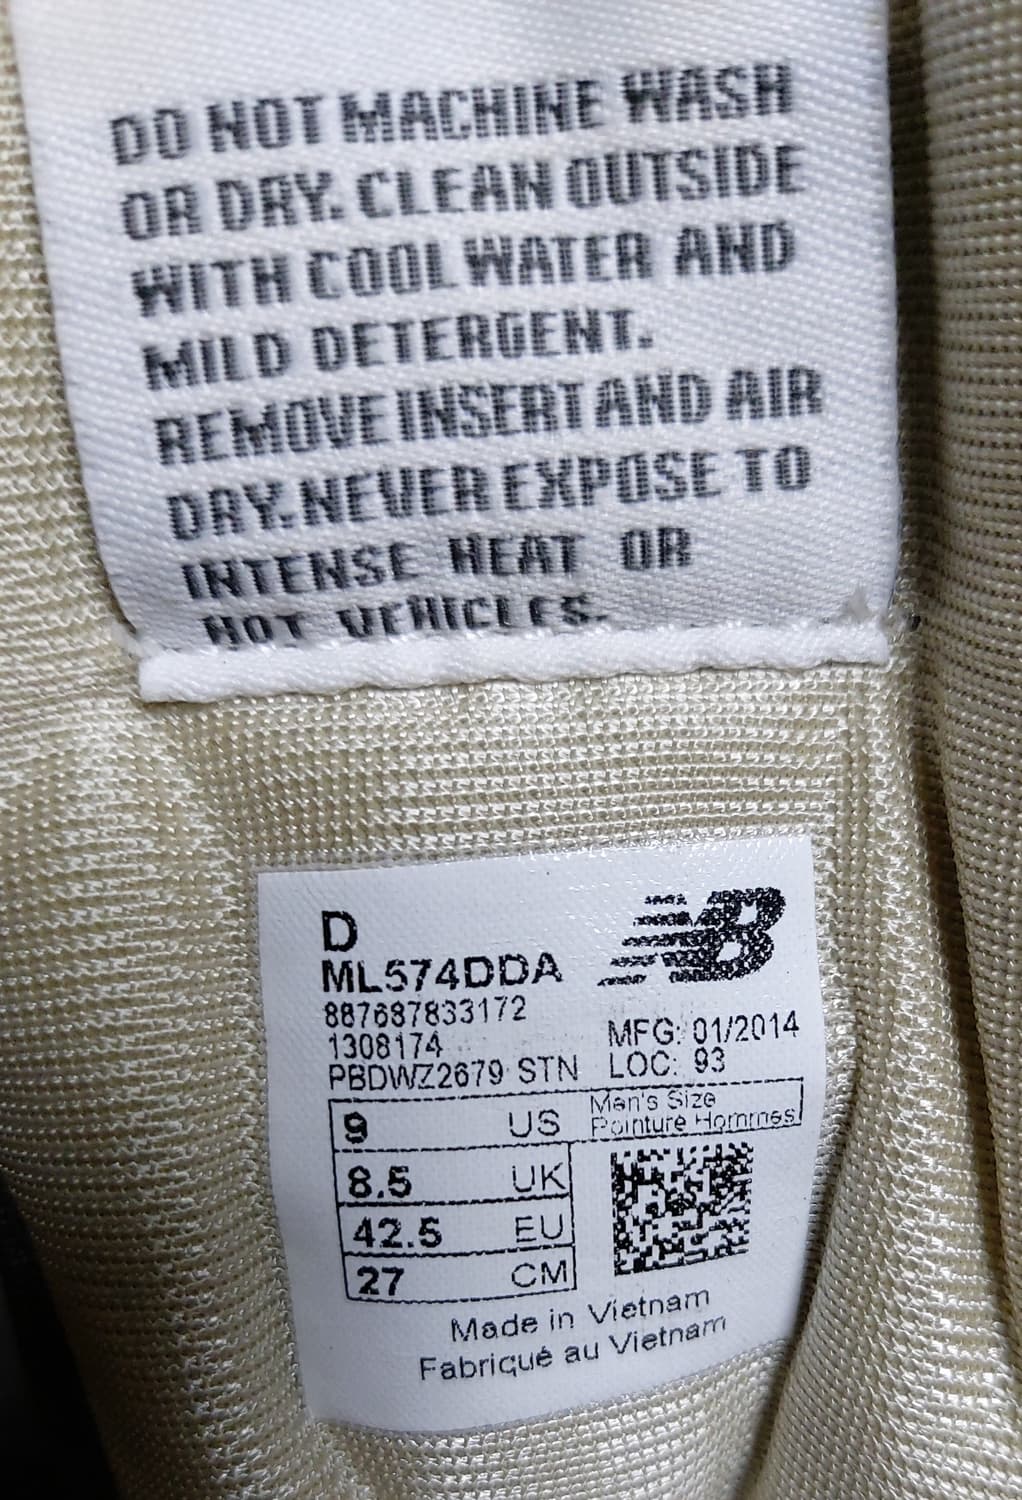 DO NOT MACHINE WASH
OR DRY. CLEAN OUTSIDE
WITH COOL WATER AND
MILD DETERGENT.
REMOVE INSERT AND AIR
DRY. NEVER EXPOSE TO
INTENSE HEAT OR
HOT VEHICLES.
D
NB
ML574DDA
887687833172
1308174
MFG: 01/2014
PBDWZ2679 STN
LOC: 93
9 US
Men's Size
Pointure Hommes
8.5 UK
42.5 EU
27 CM
Made in Vietnam
Fabriqué au Vietnam